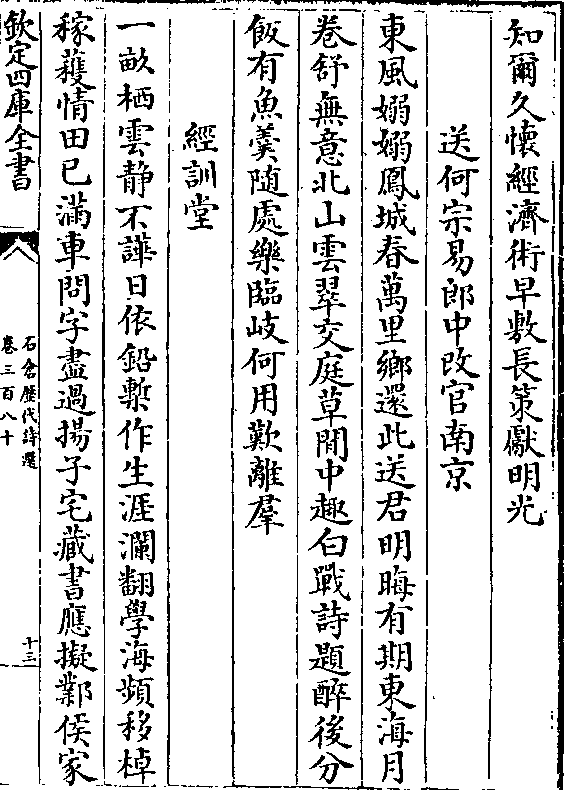 知爾久懷經濟術早敷長策獻明光
送何宗易郎中改官南京
東風嫋嫋鳳城春萬里鄉還此送君明晦有期東海月
卷舒無意北山雲翠交庭草閒中趣白戰詩題醉後分
飯有魚羹隨處樂臨岐何用歎離羣
經訓堂
一畝栖雲静不譁日依鉛槧作生涯瀾翻學海頻移棹
稼穫情田已滿車問字盡過揚子宅藏書應擬鄴侯家
欽定四庫全書
石倉歷代詩選
卷三百八十
十三